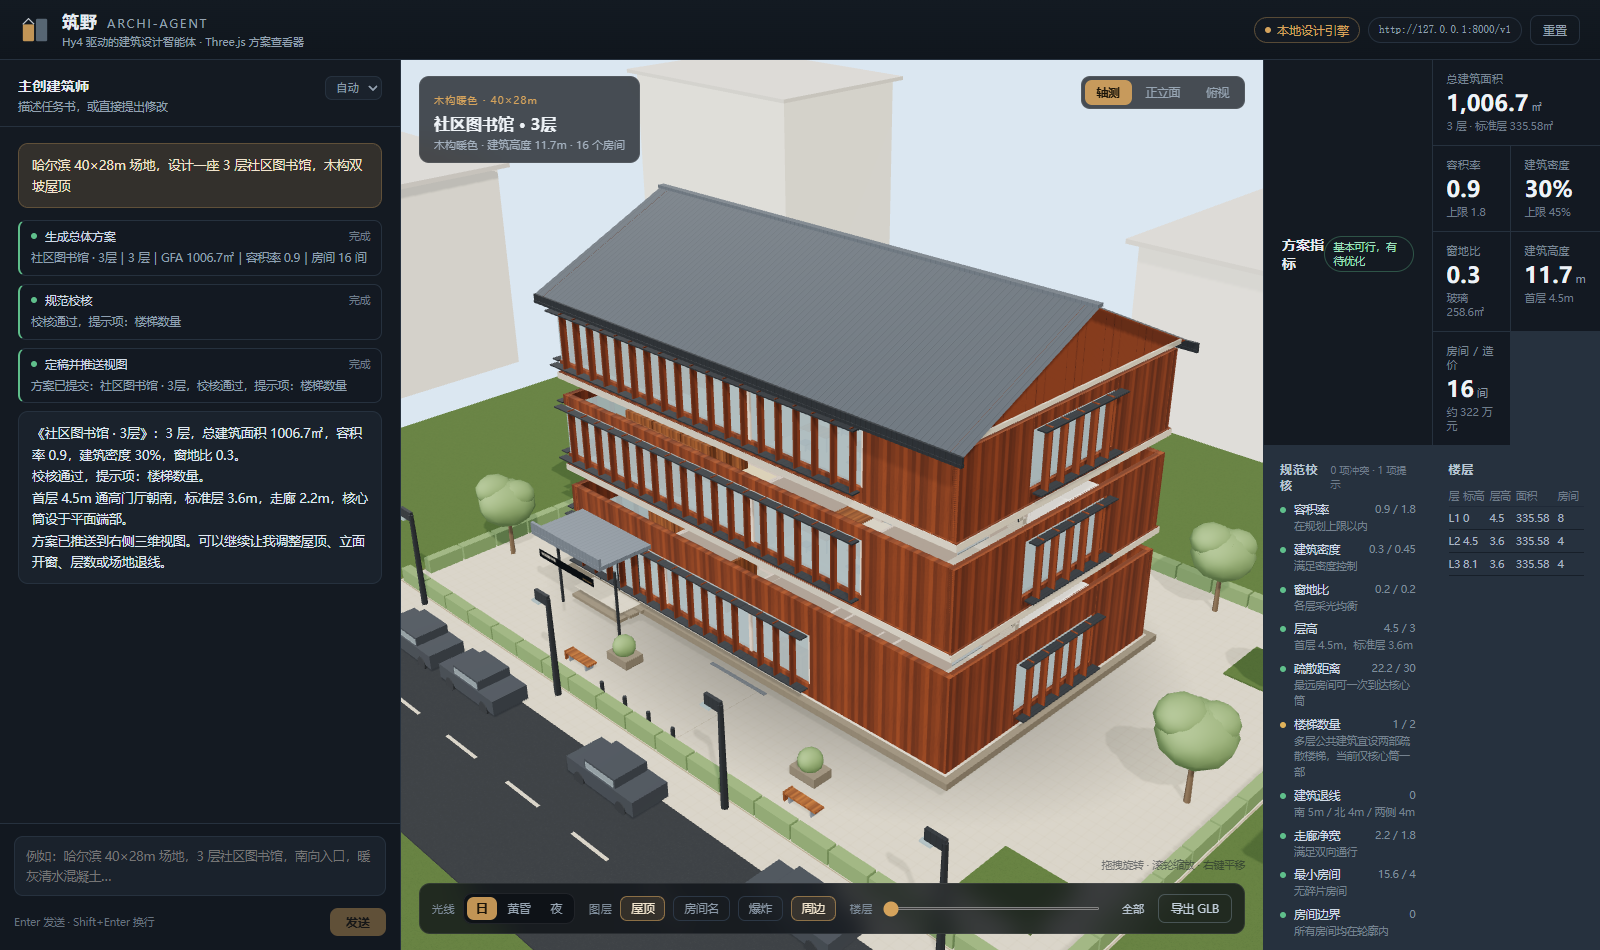 筑野 ARCHI-AGENT
Hy4 驱动的建筑设计智能体 · Three.js 方案查看器
本地设计引擎
http://127.0.0.1:8000/v1
重置
主创建筑师
描述任务书，或直接提出修改
自动
哈尔滨 40×28m 场地，设计一座 3 层社区图书馆，木构双
坡屋顶
生成总体方案 完成
社区图书馆 · 3层 | 3 层 | GFA 1006.7㎡ | 容积率 0.9 | 房间 16 间
规范校核 完成
校核通过，提示项：楼梯数量
定稿并推送视图 完成
方案已提交：社区图书馆 · 3层，校核通过，提示项：楼梯数量
《社区图书馆 · 3层》：3 层，总建筑面积 1006.7㎡，容积
率 0.9，建筑密度 30%，窗地比 0.3。
校核通过，提示项：楼梯数量。
首层 4.5m 通高门厅朝南，标准层 3.6m，走廊 2.2m，核心
筒设于平面端部。
方案已推送到右侧三维视图。可以继续让我调整屋顶、立面
开窗、层数或场地退线。
例如：哈尔滨 40×28m 场地，3 层社区图书馆，南向入口，暖
灰清水混凝土...
Enter 发送 · Shift+Enter 换行
发送
木构暖色 · 40×28m
社区图书馆 • 3层
木构暖色 · 建筑高度 11.7m · 16 个房间
轴测 正立面 俯视
拖拽旋转 · 滚轮缩放 · 右键平移
光线 日 黄昏 夜 图层 屋顶 房间名 爆炸 周边 楼层 全部 导出 GLB
方案指
标
基本可行，有
待优化
总建筑面积
1,006.7 ㎡
3 层 · 标准层 335.58㎡
容积率
0.9
上限 1.8
建筑密度
30%
上限 45%
窗地比
0.3
玻璃
258.6㎡
建筑高度
11.7 m
首层 4.5m
房间 / 造
价
16 间
约 322 万
元
规范校
核
0 项冲突 · 1 项提
示
容积率 0.9 / 1.8
在规划上限以内
建筑密度 0.3 / 0.45
满足密度控制
窗地比 0.2 / 0.2
各层采光均衡
层高 4.5 / 3
首层 4.5m，标准层 3.6m
疏散距离 22.2 / 30
最远房间可一次到达核心
筒
楼梯数量 1 / 2
多层公共建筑宜设两部疏
散楼梯，当前仅核心筒一
部
建筑退线 0
南 5m / 北 4m / 两侧 4m
走廊净宽 2.2 / 1.8
满足双向通行
最小房间 15.6 / 4
无碎片房间
房间边界 0
所有房间均在轮廓内
楼层
层 标高 层高 面积 房间
L1 0 4.5 335.58 8
L2 4.5 3.6 335.58 4
L3 8.1 3.6 335.58 4